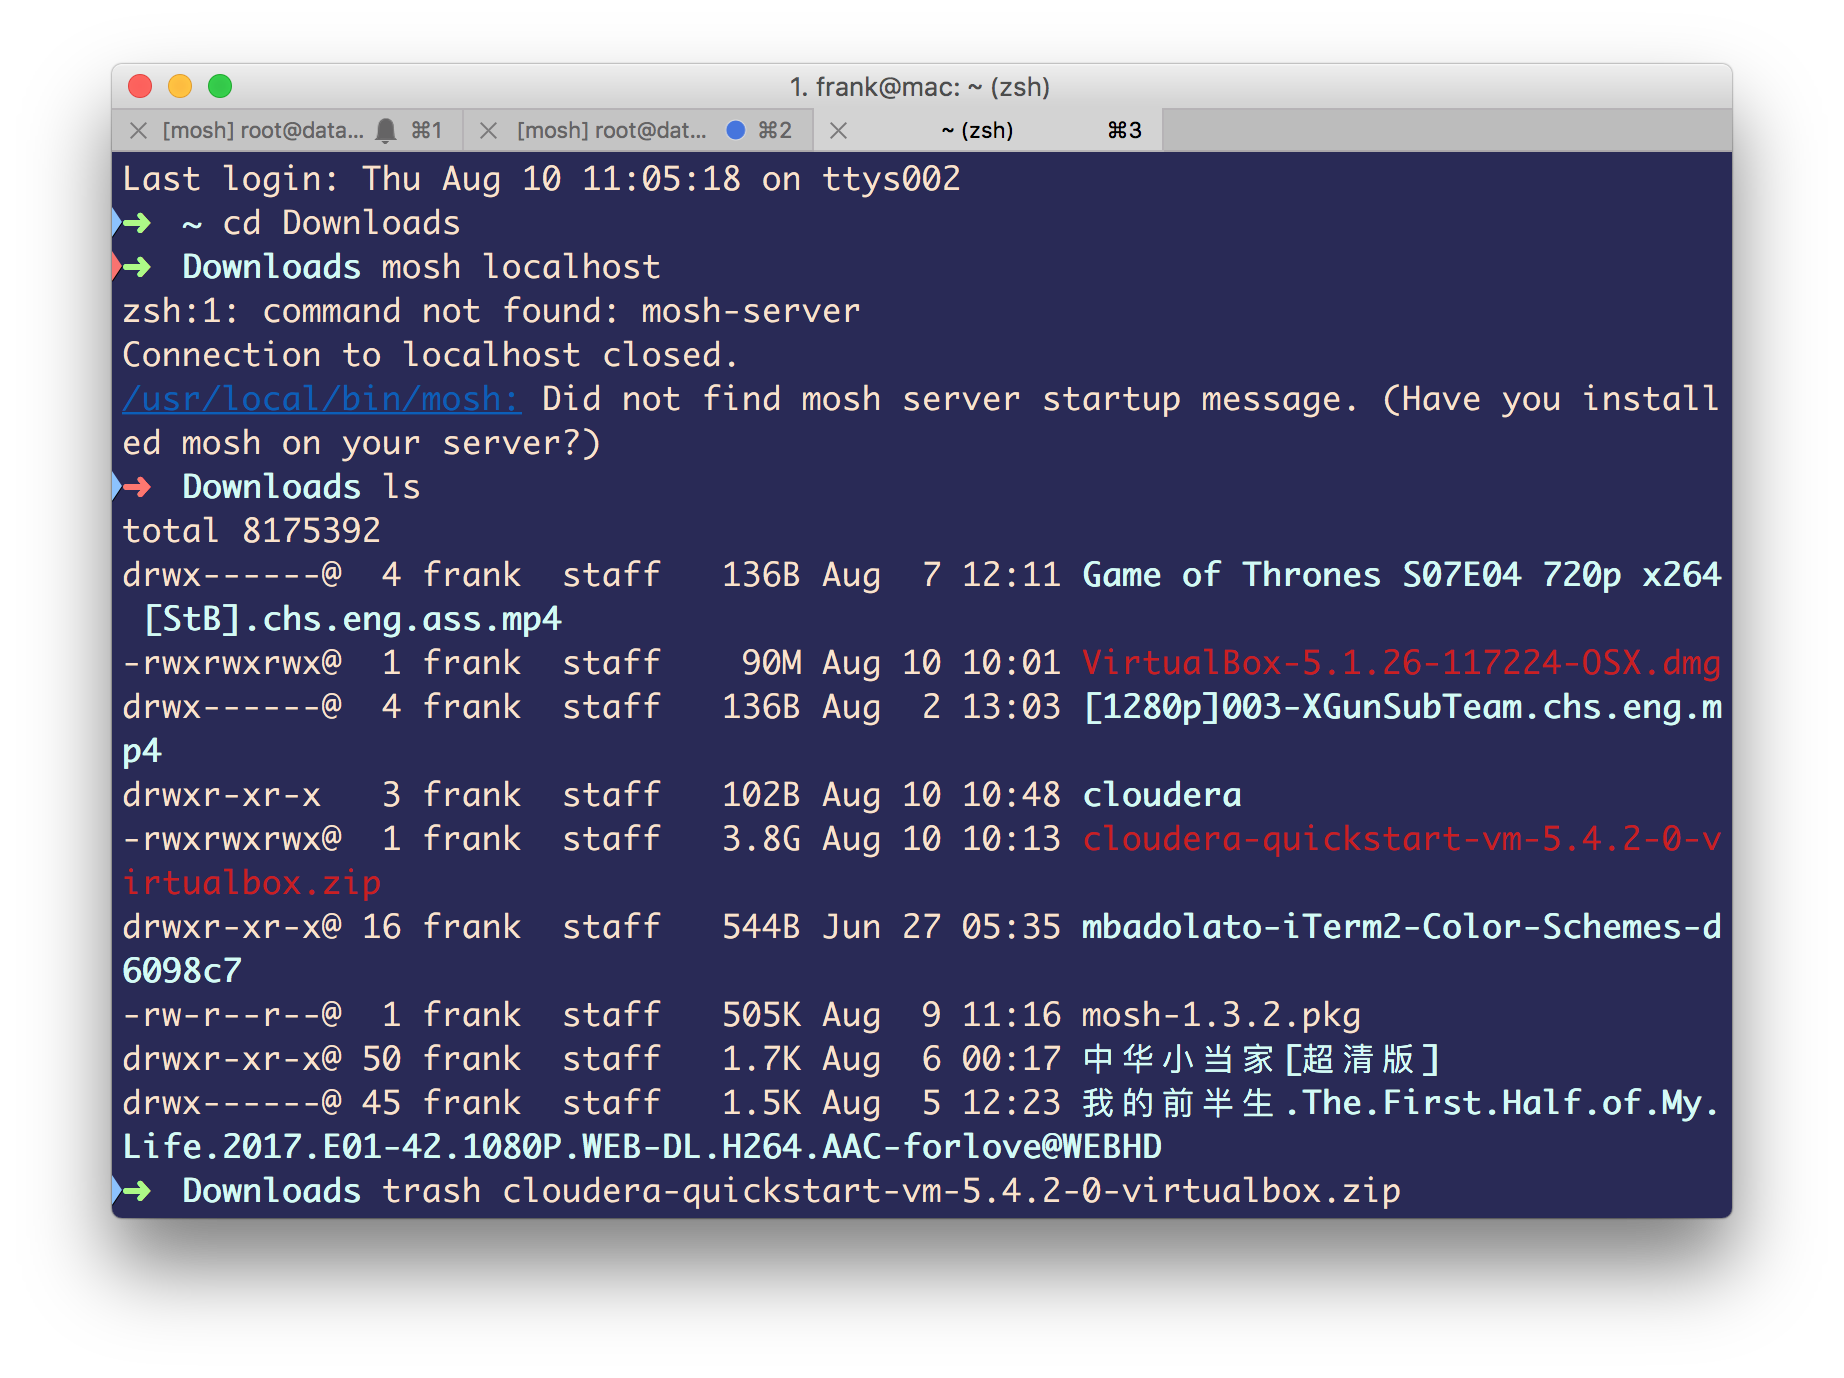 1. frank@mac: ~ (zsh)
[mosh] root@data... ⌘1 [mosh] root@dat... ⌘2 ~ (zsh) ⌘3
Last login: Thu Aug 10 11:05:18 on ttys002
➜  ~ cd Downloads
➜  Downloads mosh localhost
zsh:1: command not found: mosh-server
Connection to localhost closed.
/usr/local/bin/mosh: Did not find mosh server startup message. (Have you install
ed mosh on your server?)
➜  Downloads ls
total 8175392
drwx------@  4 frank  staff   136B Aug  7 12:11 Game of Thrones S07E04 720p x264
 [StB].chs.eng.ass.mp4
-rwxrwxrwx@  1 frank  staff    90M Aug 10 10:01 VirtualBox-5.1.26-117224-OSX.dmg
drwx------@  4 frank  staff   136B Aug  2 13:03 [1280p]003-XGunSubTeam.chs.eng.m
p4
drwxr-xr-x   3 frank  staff   102B Aug 10 10:48 cloudera
-rwxrwxrwx@  1 frank  staff   3.8G Aug 10 10:13 cloudera-quickstart-vm-5.4.2-0-v
irtualbox.zip
drwxr-xr-x@ 16 frank  staff   544B Jun 27 05:35 mbadolato-iTerm2-Color-Schemes-d
6098c7
-rw-r--r--@  1 frank  staff   505K Aug  9 11:16 mosh-1.3.2.pkg
drwxr-xr-x@ 50 frank  staff   1.7K Aug  6 00:17 中华小当家[超清版]
drwx------@ 45 frank  staff   1.5K Aug  5 12:23 我的前半生.The.First.Half.of.My.
Life.2017.E01-42.1080P.WEB-DL.H264.AAC-forlove@WEBHD
➜  Downloads trash cloudera-quickstart-vm-5.4.2-0-virtualbox.zip